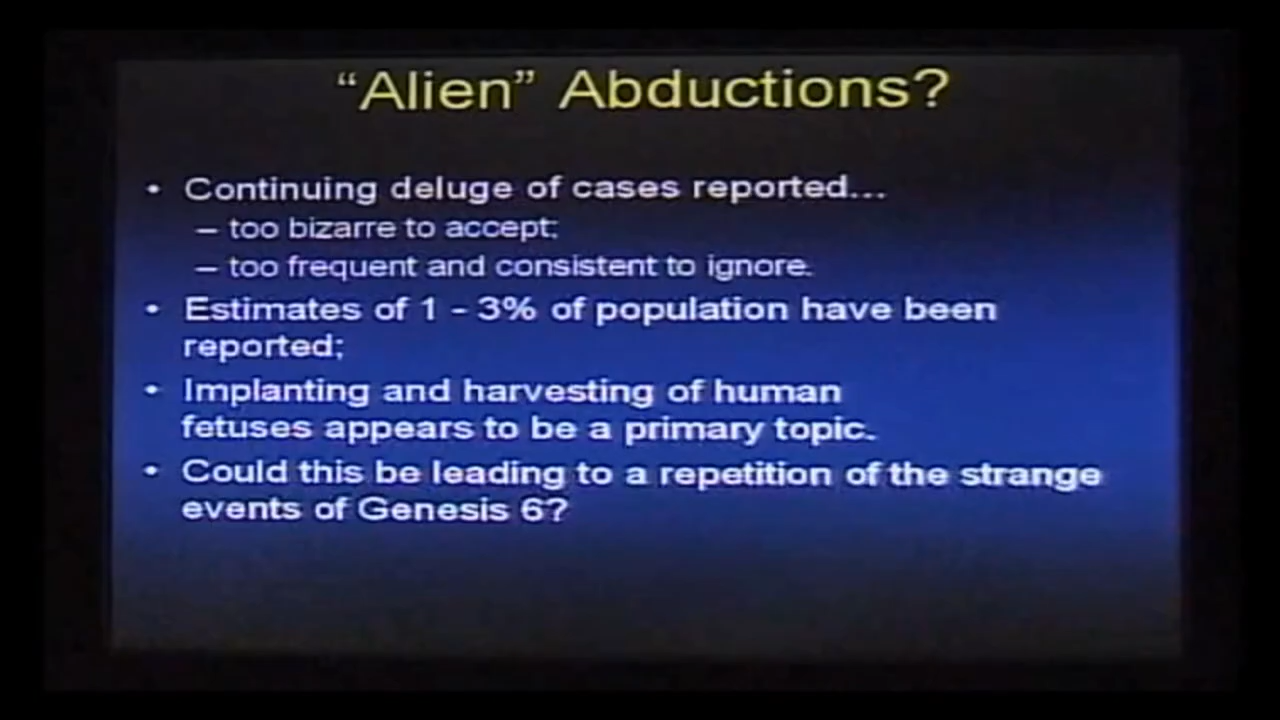 “Alien” Abductions?
• Continuing deluge of cases reported...
– too bizarre to accept;
– too frequent and consistent to ignore.
• Estimates of 1 - 3% of population have been
reported;
• Implanting and harvesting of human
fetuses appears to be a primary topic.
• Could this be leading to a repetition of the strange
events of Genesis 6?